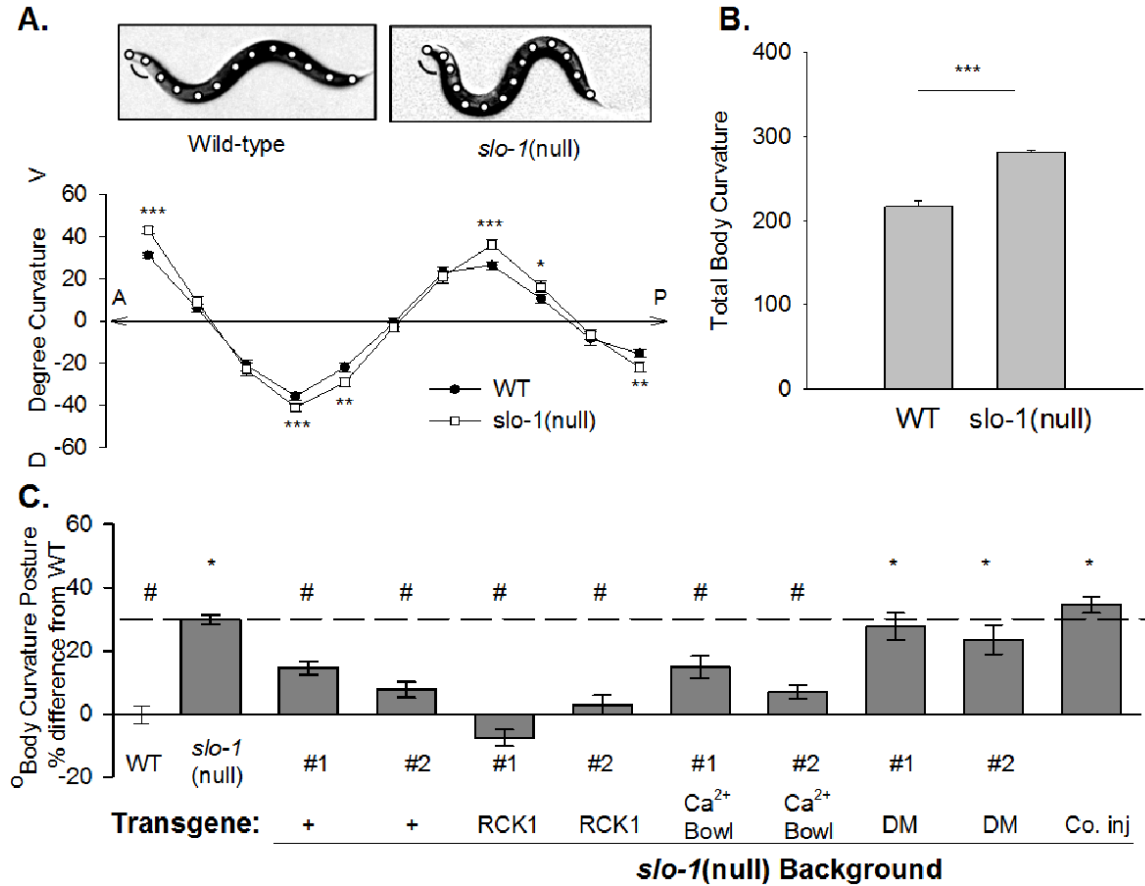 A.
Wild-type
slo-1(null)
V
Degree Curvature
D
60
40
20
0
-20
-40
-60
A
P
***
***
*
***
**
**
WT
slo-1(null)
B.
Total Body Curvature
400
300
200
100
0
***
WT
slo-1(null)
C.
oBody Curvature Posture
% difference from WT
60
40
20
0
-20
#
*
#
#
#
#
#
#
*
*
*
WT
slo-1
(null)
#1
#2
#1
#2
#1
#2
#1
#2
Transgene:
+
+
RCK1
RCK1
Ca2+
Bowl
Ca2+
Bowl
DM
DM
Co. inj
slo-1(null) Background